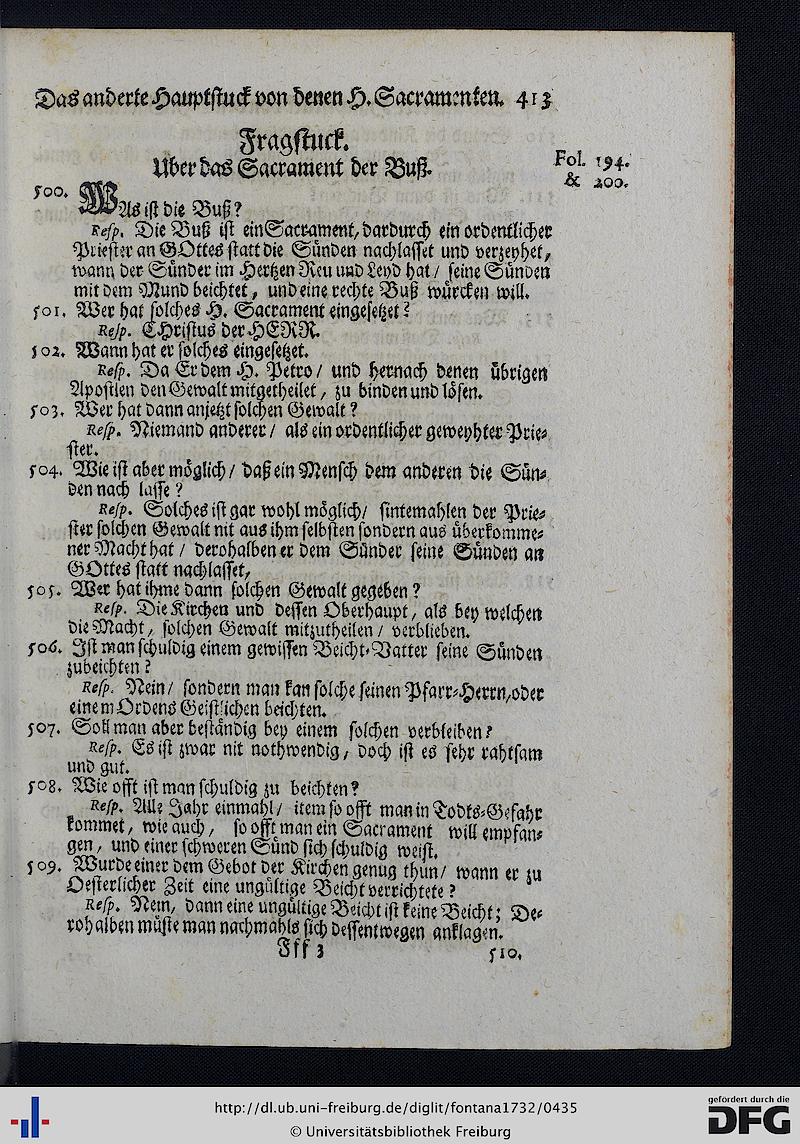 Das anderte Hauptstuck von denen H. Sacramenten. 413
Fragstuck.
Uber das Sacrament der Buß.
Fol. 194.
& 200.
500. WAs ist die Buß?
Resp. Die Buß ist ein Sacrament, dardurch ein ordentlicher
Priester an GOttes statt die Sünden nachlasset und verzeyhet,
wann der Sünder im Hertzen Reu und Leyd hat / seine Sünden
mit dem Mund beichtet, und eine rechte Buß würcken will.
501. Wer hat solches H. Sacrament eingesetzet?
Resp. CHristus der HERR.
502. Wann hat er solches eingesetzet.
Resp. Da Er dem H. Petro / und hernach denen übrigen
Apostlen den Gewalt mitgetheilet, zu binden und lösen.
503. Wer hat dann anjetzt solchen Gewalt?
Resp. Niemand anderer / als ein ordentlicher geweyhter Prie-
ster.
504. Wie ist aber möglich / daß ein Mensch dem anderen die Sün-
den nach lasse?
Resp. Solches ist gar wohl möglich / sintemahlen der Prie-
ster solchen Gewalt nit aus ihm selbsten sondern aus überkomme-
ner Macht hat / derohalben er dem Sünder seine Sünden an
GOttes statt nachlasset,
505. Wer hat ihme dann solchen Gewalt gegeben?
Resp. Die Kirchen und dessen Oberhaupt, als bey welchen
die Macht, solchen Gewalt mitzutheilen / verblieben.
506. Ist man schuldig einem gewissen Beicht-Vatter seine Sünden
zubeichten?
Resp. Nein / sondern man kan solche seinen Pfarr-Herrn, oder
einem Ordens Geistlichen beichten.
507. Soll man aber beständig bey einem solchen verbleiben?
Resp. Es ist zwar nit nothwendig, doch ist es sehr rahtsam
und gut.
508. Wie offt ist man schuldig zu beichten?
Resp. Alle Jahr einmahl / item so offt man in Todts-Gefahr
kommet, wie auch, so offt man ein Sacrament will empfan-
gen, und einer schweren Sünd sich schuldig weist.
509. Wurde einer dem Gebot der Kirchen genug thun / wann er zu
Oesterlicher Zeit eine ungültige Beicht verrichtete?
Resp. Nein, dann eine ungültige Beicht ist keine Beicht; De-
rohalben müste man nachmahls sich dessentwegen anklagen.
Fff 3 510.
http://dl.ub.uni-freiburg.de/diglit/fontana1732/0435
© Universitätsbibliothek Freiburg
gefördert durch die
DFG